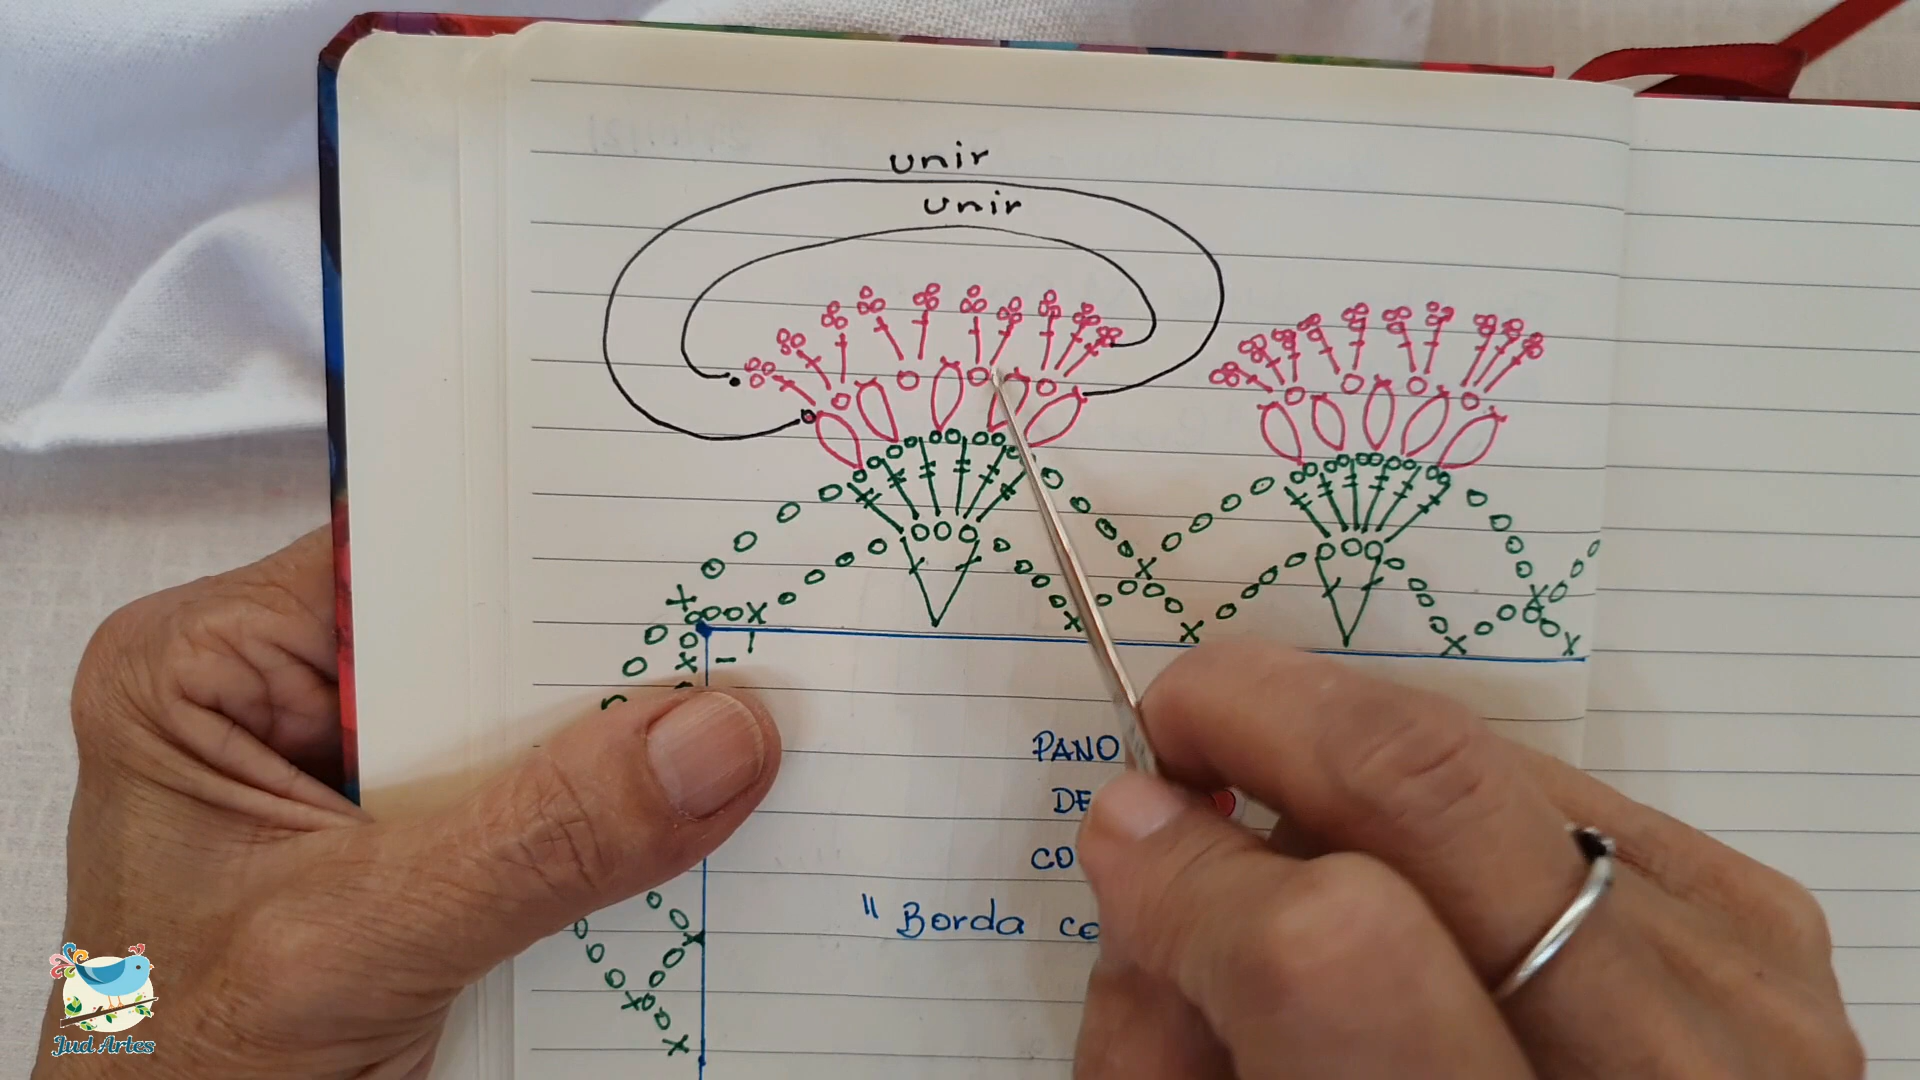 unir
unir
PANO
DE
CO
" Borda co
Jud Artes